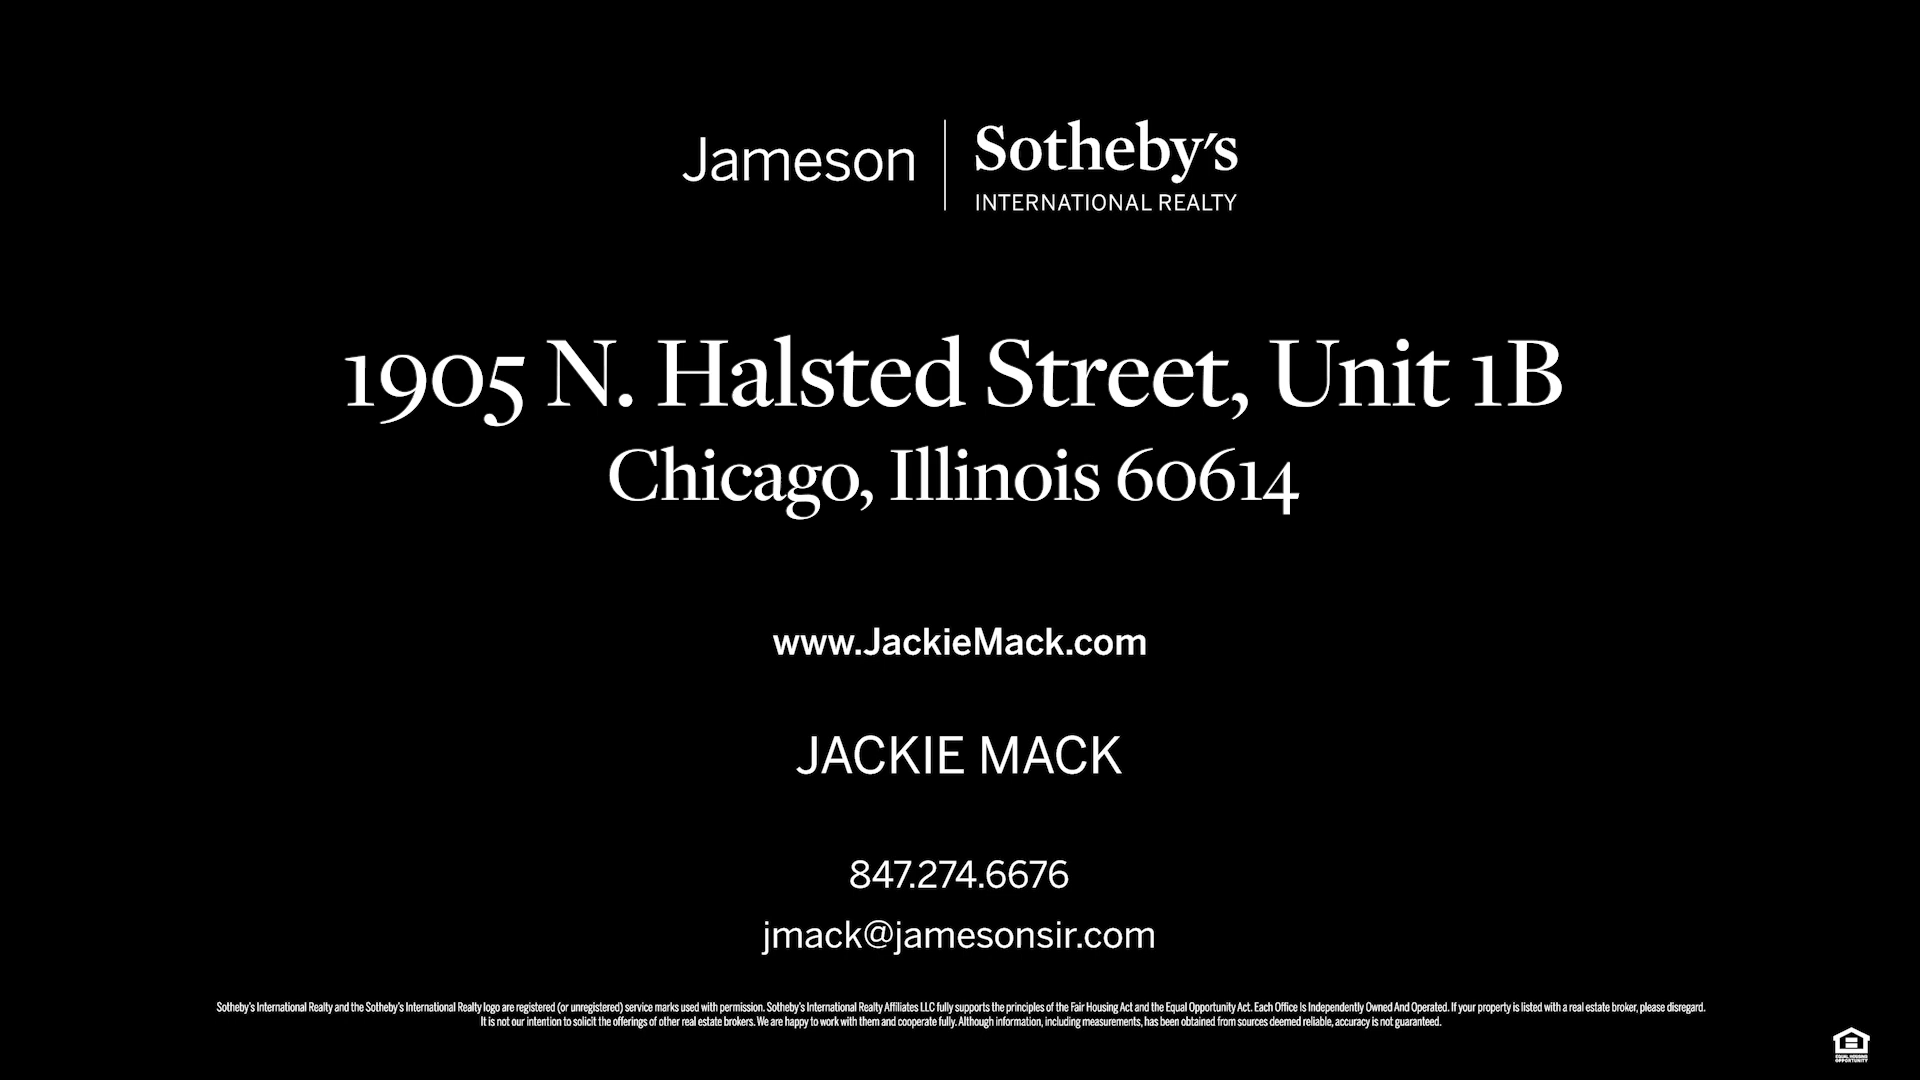 Jameson
Sotheby's
INTERNATIONAL REALTY
1905 N. Halsted Street, Unit 1B
Chicago, Illinois 60614
www.JackieMack.com
JACKIE MACK
847.274.6676
jmack@jamesonsir.com
Sotheby's International Realty and the Sotheby's International Realty logo are registered (or unregistered) service marks used with permission. Sotheby's International Realty Affiliates LLC fully supports the principles of the Fair Housing Act and the Equal Opportunity Act. Each Office Is Independently Owned And Operated. If your property is listed with a real estate broker, please disregard.
It is not our intention to solicit the offerings of other real estate brokers. We are happy to work with them and cooperate fully. Although information, including measurements, has been obtained from sources deemed reliable, accuracy is not guaranteed.
EQUAL HOUSING
OPPORTUNITY